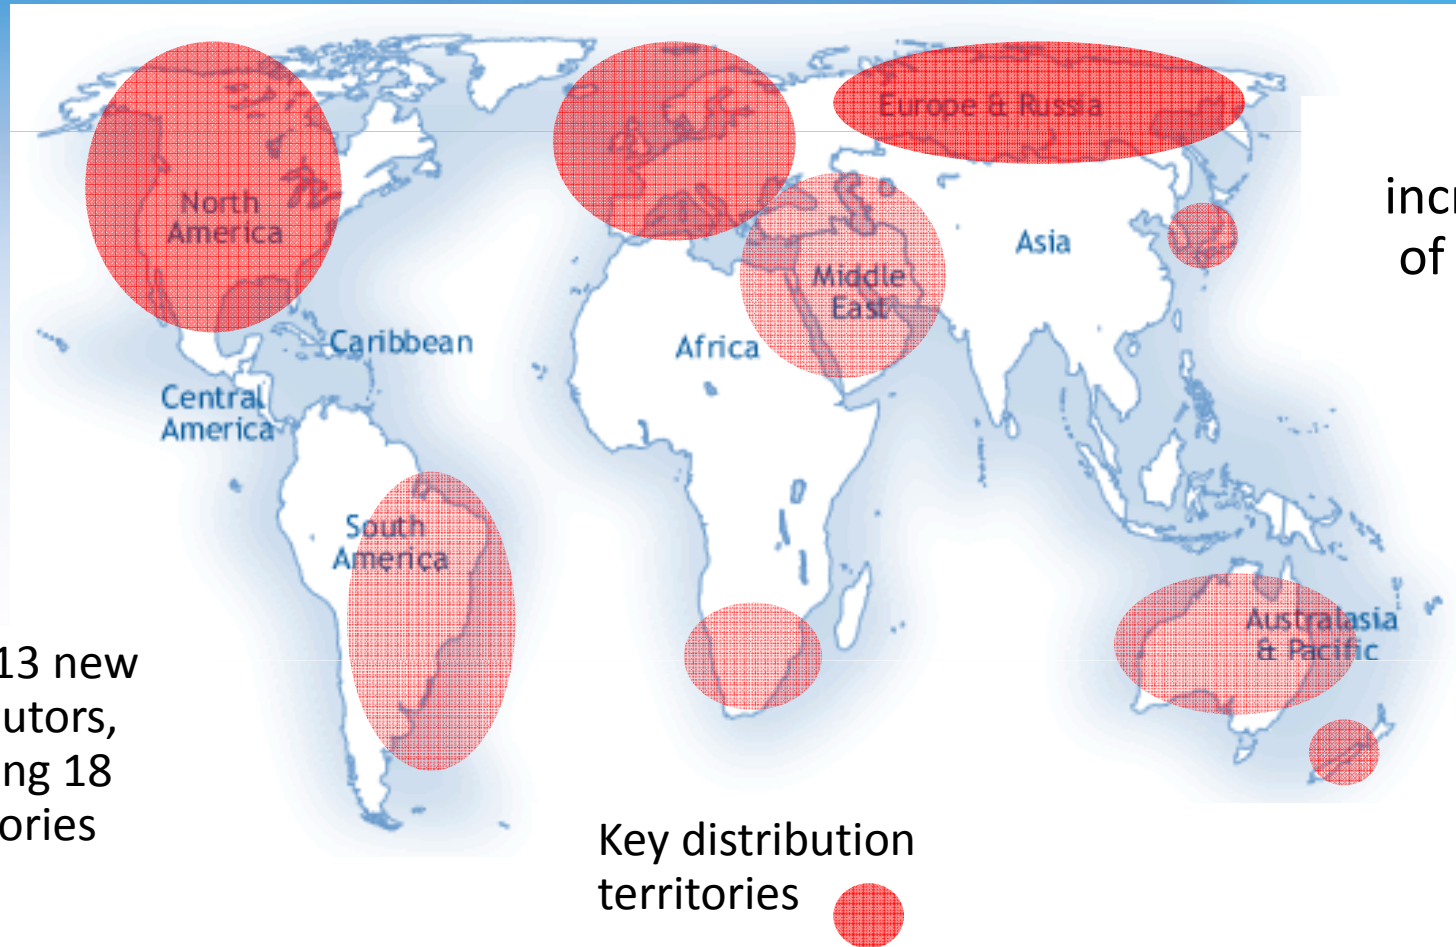 Europe & Russia
North
America
incr
of
Asia
Middle
East
Caribbean
Africa
Central
America
South
America
Australasia
& Pacific
13 new
utors,
ng 18
ories
Key distribution
territories